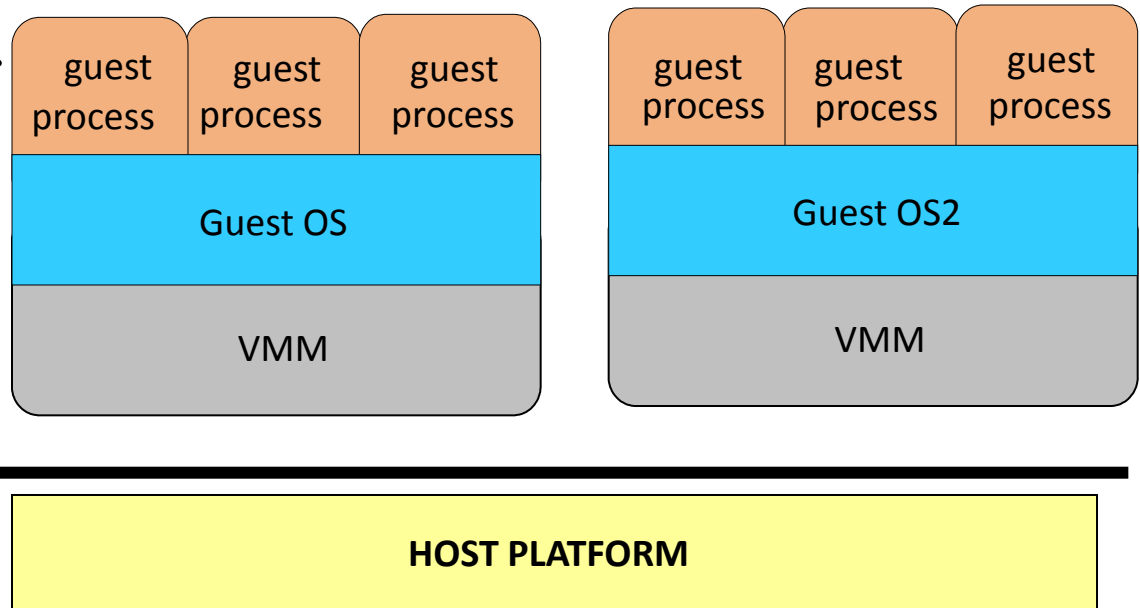 guest
process
guest
process
guest
process
Guest OS
VMM
guest
process
guest
process
guest
process
Guest OS2
VMM
HOST PLATFORM